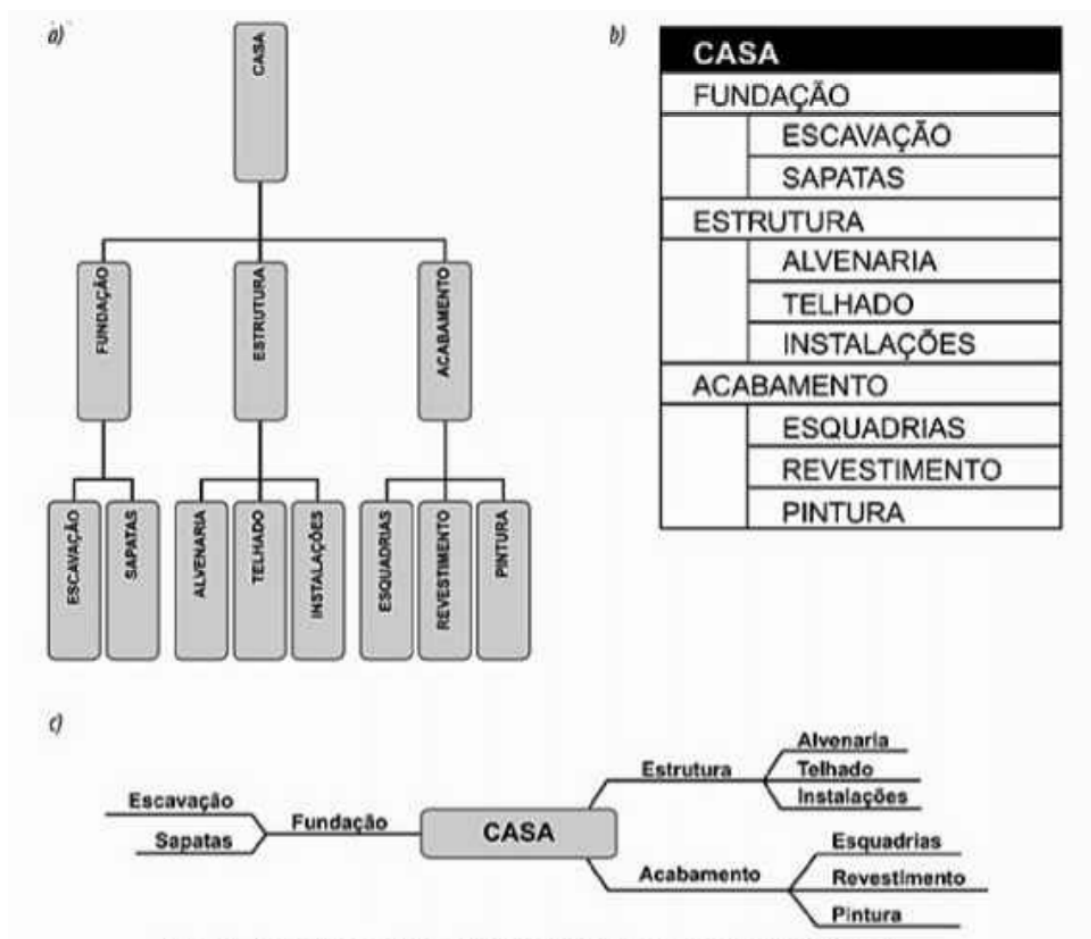 a)
CASA
FUNDAÇÃO
ESTRUTURA
ACABAMENTO
ESCAVAÇÃO
SAPATAS
ALVENARIA
TELHADO
INSTALAÇÕES
ESQUADRIAS
REVESTIMENTO
PINTURA
b)
CASA
FUNDAÇÃO
ESCAVAÇÃO
SAPATAS
ESTRUTURA
ALVENARIA
TELHADO
INSTALAÇÕES
ACABAMENTO
ESQUADRIAS
REVESTIMENTO
PINTURA
c)
Escavação
Sapatas
Fundação
CASA
Estrutura
Alvenaria
Telhado
Instalações
Acabamento
Esquadrias
Revestimento
Pintura